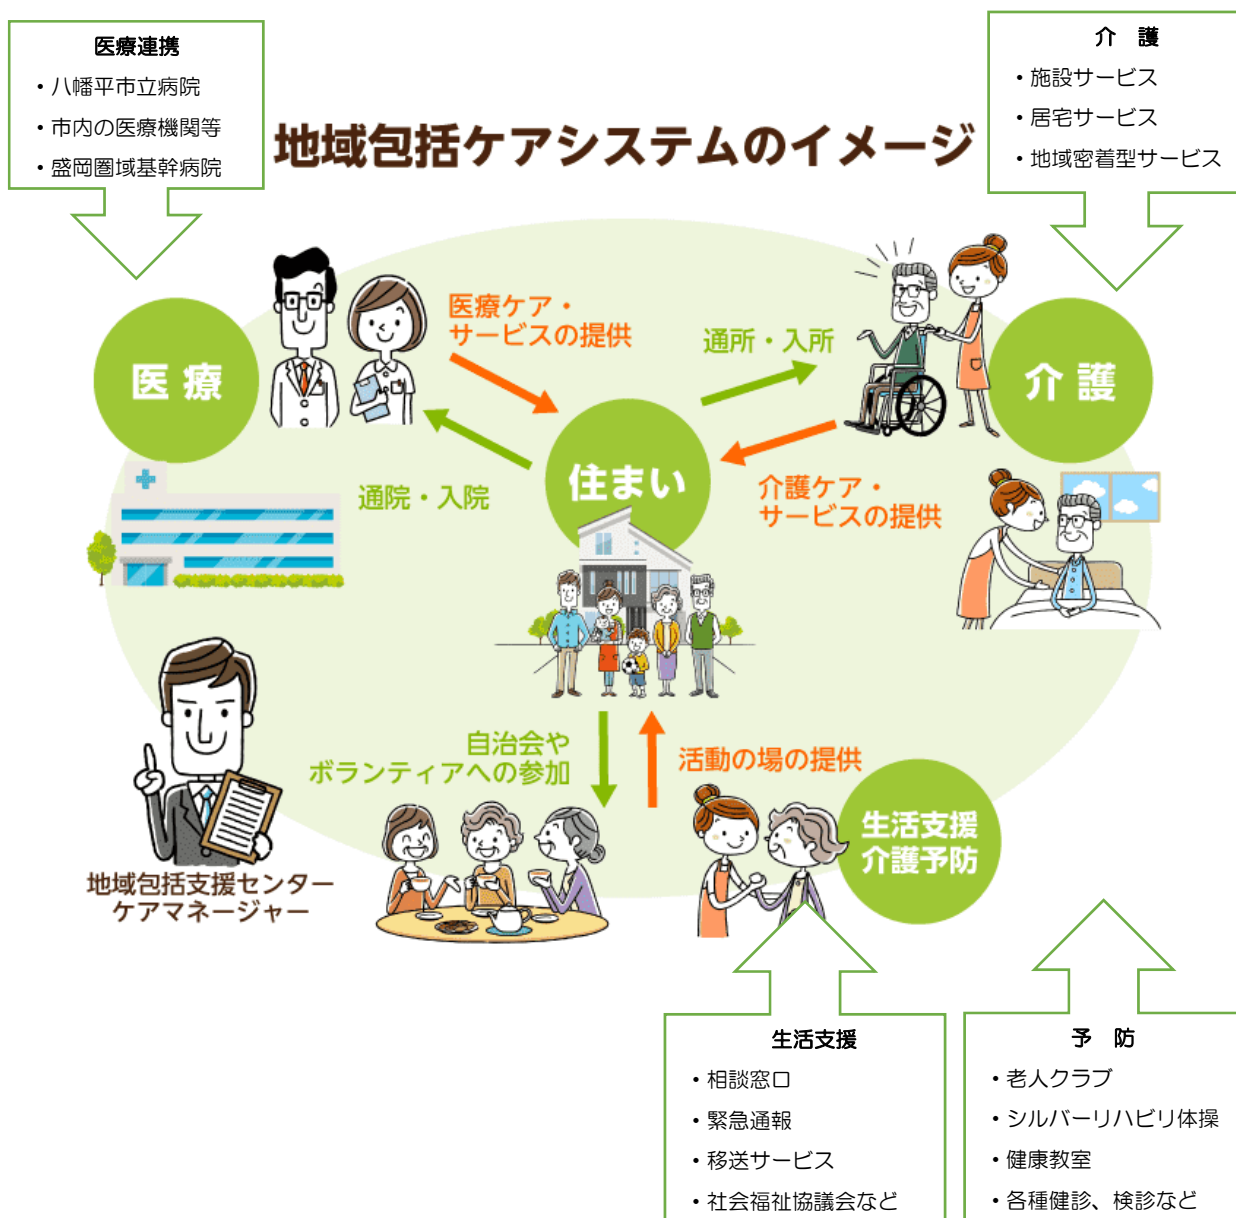 医療連携
・八幡平市立病院
・市内の医療機関等
・盛岡圏域基幹病院
介　護
・施設サービス
・居宅サービス
・地域密着型サービス
地域包括ケアシステムのイメージ
医療
医療ケア・
サービスの提供
通所・入所
介護
通院・入院
住まい
介護ケア・
サービスの提供
自治会や
ボランティアへの参加
活動の場の提供
生活支援
介護予防
地域包括支援センター
ケアマネージャー
生活支援
・相談窓口
・緊急通報
・移送サービス
・社会福祉協議会など
予　防
・老人クラブ
・シルバーリハビリ体操
・健康教室
・各種健診、検診など